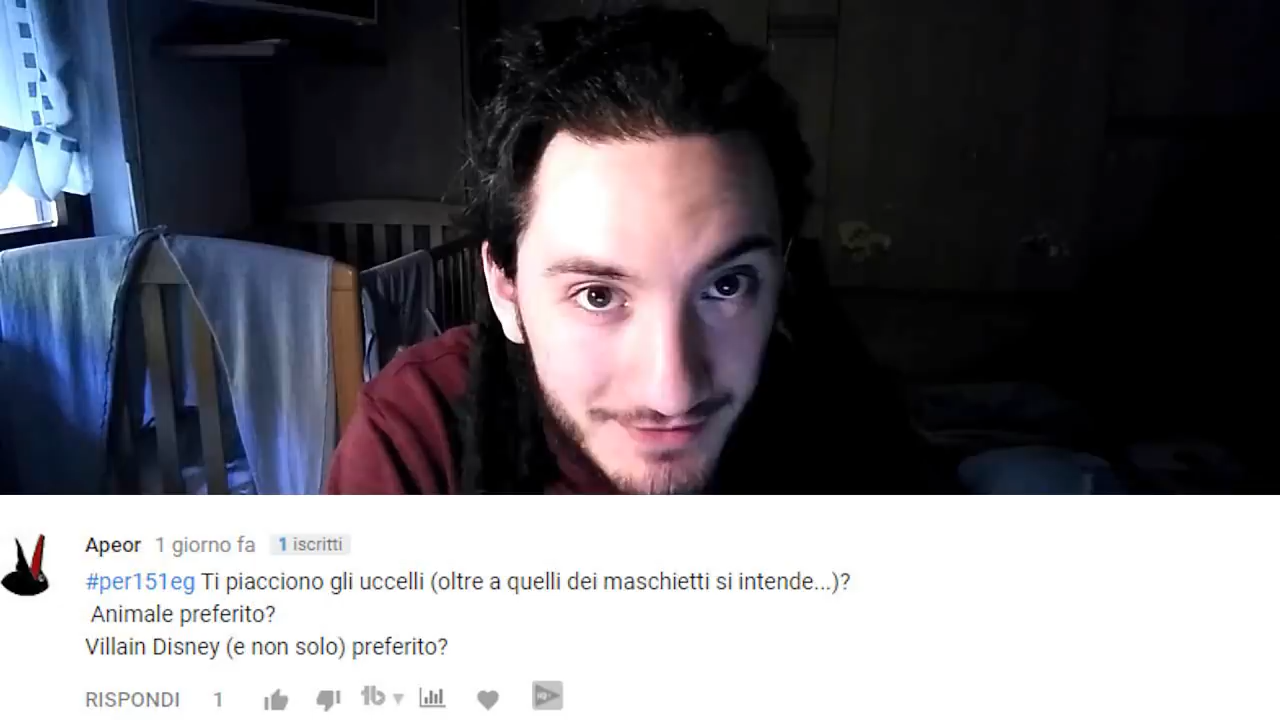 Apeor 1 giorno fa 1 iscritti
#per151eg Ti piacciono gli uccelli (oltre a quelli dei maschietti si intende...)?
Animale preferito?
Villain Disney (e non solo) preferito?
RISPONDI 1